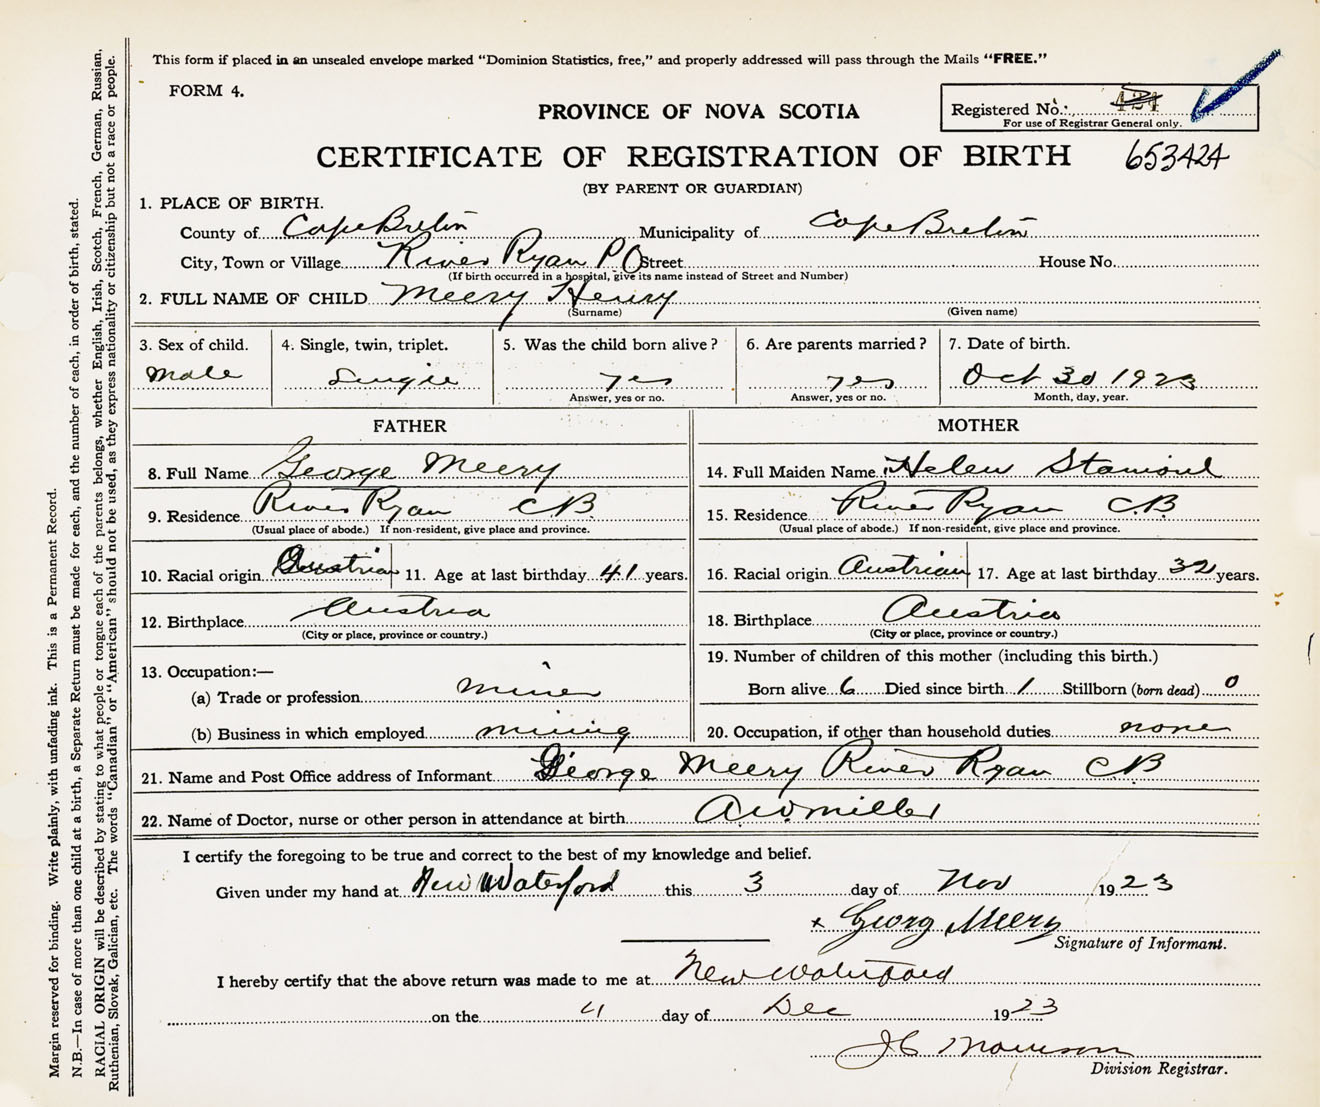 This form if placed in an unsealed envelope marked "Dominion Statistics, free," and properly addressed will pass through the Mails "FREE."
FORM 4.
PROVINCE OF NOVA SCOTIA
Registered No. 424
For use of Registrar General only.
CERTIFICATE OF REGISTRATION OF BIRTH 653424
(BY PARENT OR GUARDIAN)
1. PLACE OF BIRTH.
County of Cape Breton Municipality of Cape Breton
City, Town or Village River Ryan P O Street House No.
(If birth occurred in a hospital, give its name instead of Street and Number)
2. FULL NAME OF CHILD Meery Henry
(Surname) (Given name)
3. Sex of child. 4. Single, twin, triplet. 5. Was the child born alive? 6. Are parents married? 7. Date of birth.
Male Single yes yes Oct 30 1923
Answer, yes or no. Answer, yes or no. Month, day, year.
FATHER MOTHER
8. Full Name George Meery 14. Full Maiden Name Helen
9. Residence River Ryan C B 15. Residence River Ryan C.B.
(Usual place of abode.) If non-resident, give place and province. (Usual place of abode.) If non-resident, give place and province.
10. Racial origin Austrian 11. Age at last birthday 41 years. 16. Racial origin Austrian 17. Age at last birthday 32 years.
12. Birthplace Austria 18. Birthplace Austria
(City or place, province or country.) (City or place, province or country.)
13. Occupation:— 19. Number of children of this mother (including this birth.)
(a) Trade or profession miner Born alive 6 Died since birth 1 Stillborn (born dead) 0
(b) Business in which employed mining 20. Occupation, if other than household duties none
21. Name and Post Office address of Informant George Meery River Ryan C B
22. Name of Doctor, nurse or other person in attendance at birth A.W. Miller
I certify the foregoing to be true and correct to the best of my knowledge and belief.
Given under my hand at New Waterford this 3 day of Nov 1923
x Georg Meery
Signature of Informant.
I hereby certify that the above return was made to me at New Waterford
on the 4 day of Dec 1923
J C Morrison
Division Registrar.
Margin reserved for binding. Write plainly, with unfading ink. This is a Permanent Record.
N.B.—In case of more than one child at a birth, a Separate Return must be made for each, and the number of each, in order of birth, stated.
RACIAL ORIGIN will be described by stating to what people or tongue each of the parents belongs, whether English, Irish, Scotch, French, German, Russian,
Ruthenian, Slovak, Galician, etc. The words "Canadian" or "American" should not be used, as they express nationality or citizenship but not a race or people.